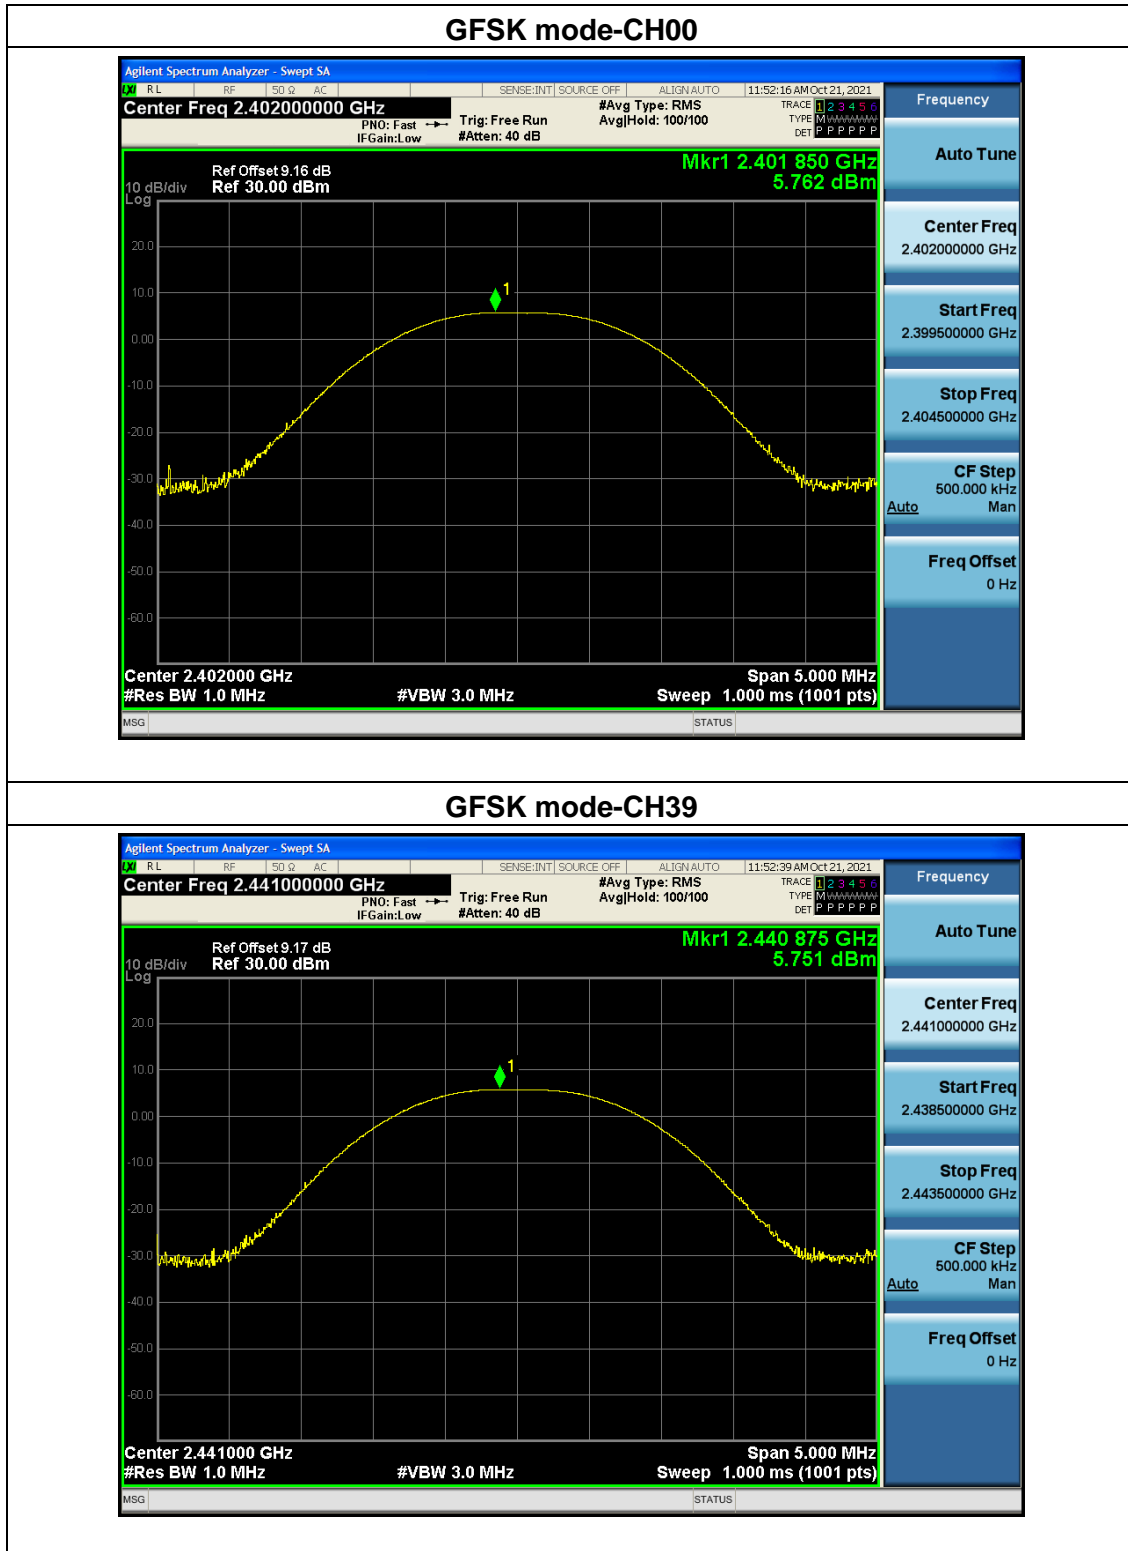 GFSK mode-CH00
Agilent Spectrum Analyzer - Swept SA
LXI RL RF 50 Ω AC SENSE:INT SOURCE OFF ALIGN AUTO 11:52:16 AM Oct 21, 2021
Center Freq 2.402000000 GHz
PNO: Fast
IFGain:Low
Trig: Free Run
#Atten: 40 dB
#Avg Type: RMS
Avg|Hold: 100/100
TRACE 1 2 3 4 5 6
TYPE M W W W W W
DET P P P P P P
Ref Offset 9.16 dB
10 dB/div Ref 30.00 dBm
Log
Mkr1 2.401 850 GHz
5.762 dBm
20.0
10.0
0.00
-10.0
-20.0
-30.0
-40.0
-50.0
-60.0
1
Center 2.402000 GHz Span 5.000 MHz
#Res BW 1.0 MHz #VBW 3.0 MHz Sweep 1.000 ms (1001 pts)
MSG STATUS
Frequency
Auto Tune
Center Freq
2.402000000 GHz
Start Freq
2.399500000 GHz
Stop Freq
2.404500000 GHz
CF Step
500.000 kHz
Auto Man
Freq Offset
0 Hz
GFSK mode-CH39
Agilent Spectrum Analyzer - Swept SA
LXI RL RF 50 Ω AC SENSE:INT SOURCE OFF ALIGN AUTO 11:52:39 AM Oct 21, 2021
Center Freq 2.441000000 GHz
PNO: Fast
IFGain:Low
Trig: Free Run
#Atten: 40 dB
#Avg Type: RMS
Avg|Hold: 100/100
TRACE 1 2 3 4 5 6
TYPE M W W W W W
DET P P P P P P
Ref Offset 9.17 dB
10 dB/div Ref 30.00 dBm
Log
Mkr1 2.440 875 GHz
5.751 dBm
20.0
10.0
0.00
-10.0
-20.0
-30.0
-40.0
-50.0
-60.0
1
Center 2.441000 GHz Span 5.000 MHz
#Res BW 1.0 MHz #VBW 3.0 MHz Sweep 1.000 ms (1001 pts)
MSG STATUS
Frequency
Auto Tune
Center Freq
2.441000000 GHz
Start Freq
2.438500000 GHz
Stop Freq
2.443500000 GHz
CF Step
500.000 kHz
Auto Man
Freq Offset
0 Hz